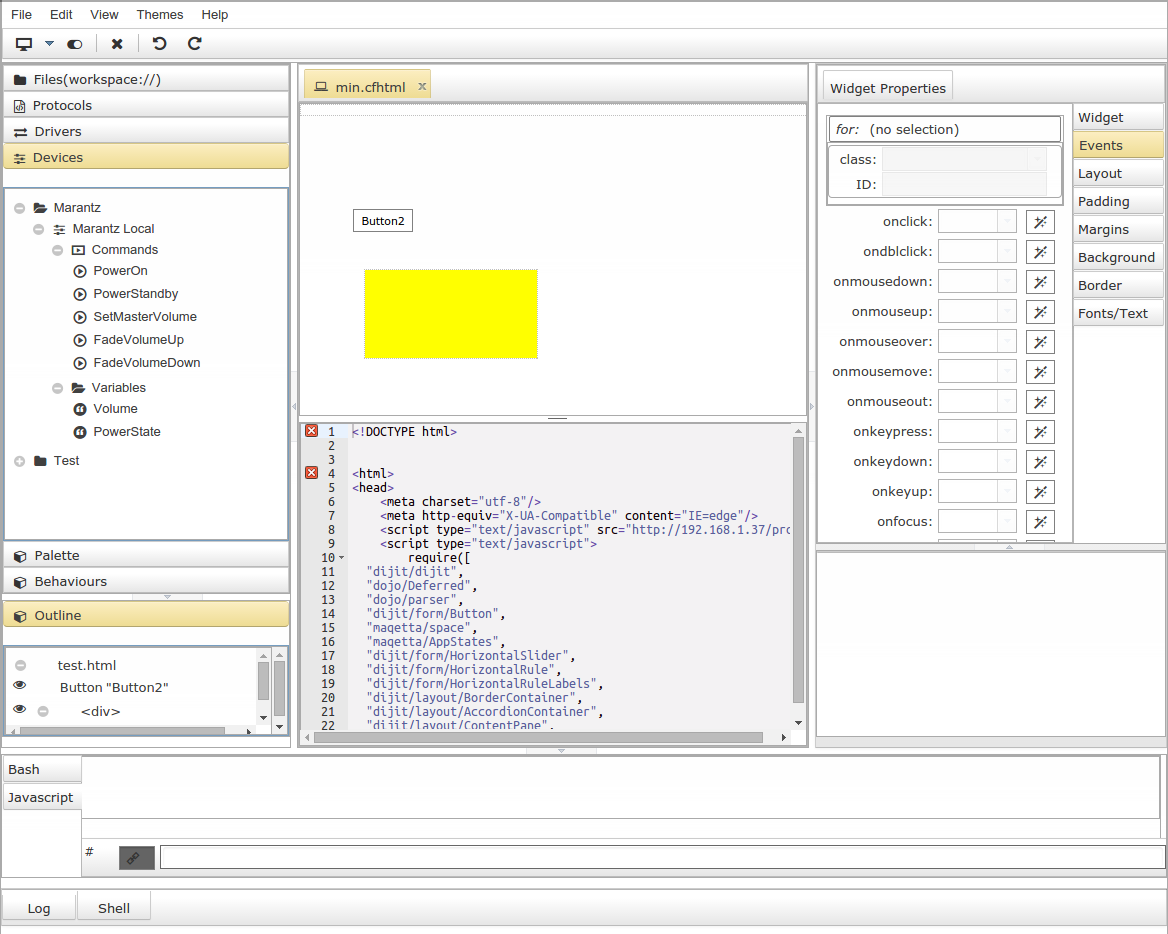 File Edit View Themes Help
Files(workspace://)
Protocols
Drivers
Devices
Marantz
Marantz Local
Commands
PowerOn
PowerStandby
SetMasterVolume
FadeVolumeUp
FadeVolumeDown
Variables
Volume
PowerState
Test
Palette
Behaviours
Outline
test.html
Button "Button2"
<div>
min.cfhtml x
Button2
1 <!DOCTYPE html>
2
3
4 <html>
5 <head>
6 <meta charset="utf-8"/>
7 <meta http-equiv="X-UA-Compatible" content="IE=edge"/>
8 <script type="text/javascript" src="http://192.168.1.37/pro
9 <script type="text/javascript">
10 require([
11 "dijit/dijit",
12 "dojo/Deferred",
13 "dojo/parser",
14 "dijit/form/Button",
15 "maqetta/space",
16 "maqetta/AppStates",
17 "dijit/form/HorizontalSlider",
18 "dijit/form/HorizontalRule",
19 "dijit/form/HorizontalRuleLabels",
20 "dijit/layout/BorderContainer",
21 "dijit/layout/AccordionContainer",
22 "dijit/layout/ContentPane",
Widget Properties
for: (no selection)
class:
ID:
onclick:
ondblclick:
onmousedown:
onmouseup:
onmouseover:
onmousemove:
onmouseout:
onkeypress:
onkeydown:
onkeyup:
onfocus:
Widget
Events
Layout
Padding
Margins
Background
Border
Fonts/Text
Bash
Javascript
#
Log Shell